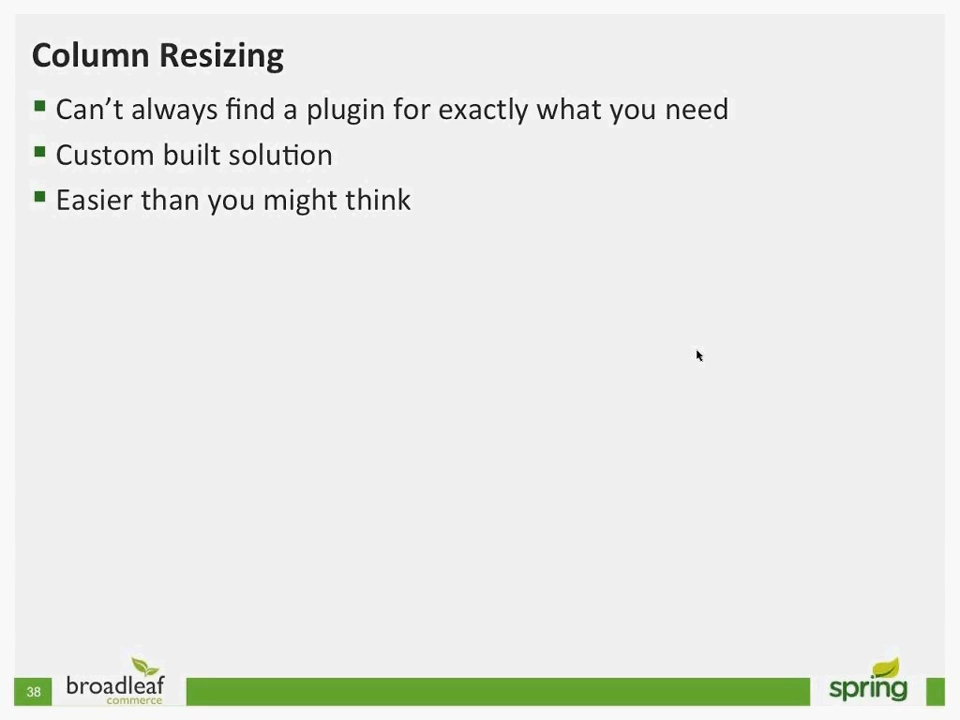 Column Resizing
Can’t always find a plugin for exactly what you need
Custom built solution
Easier than you might think
38
broadleaf
commerce
spring